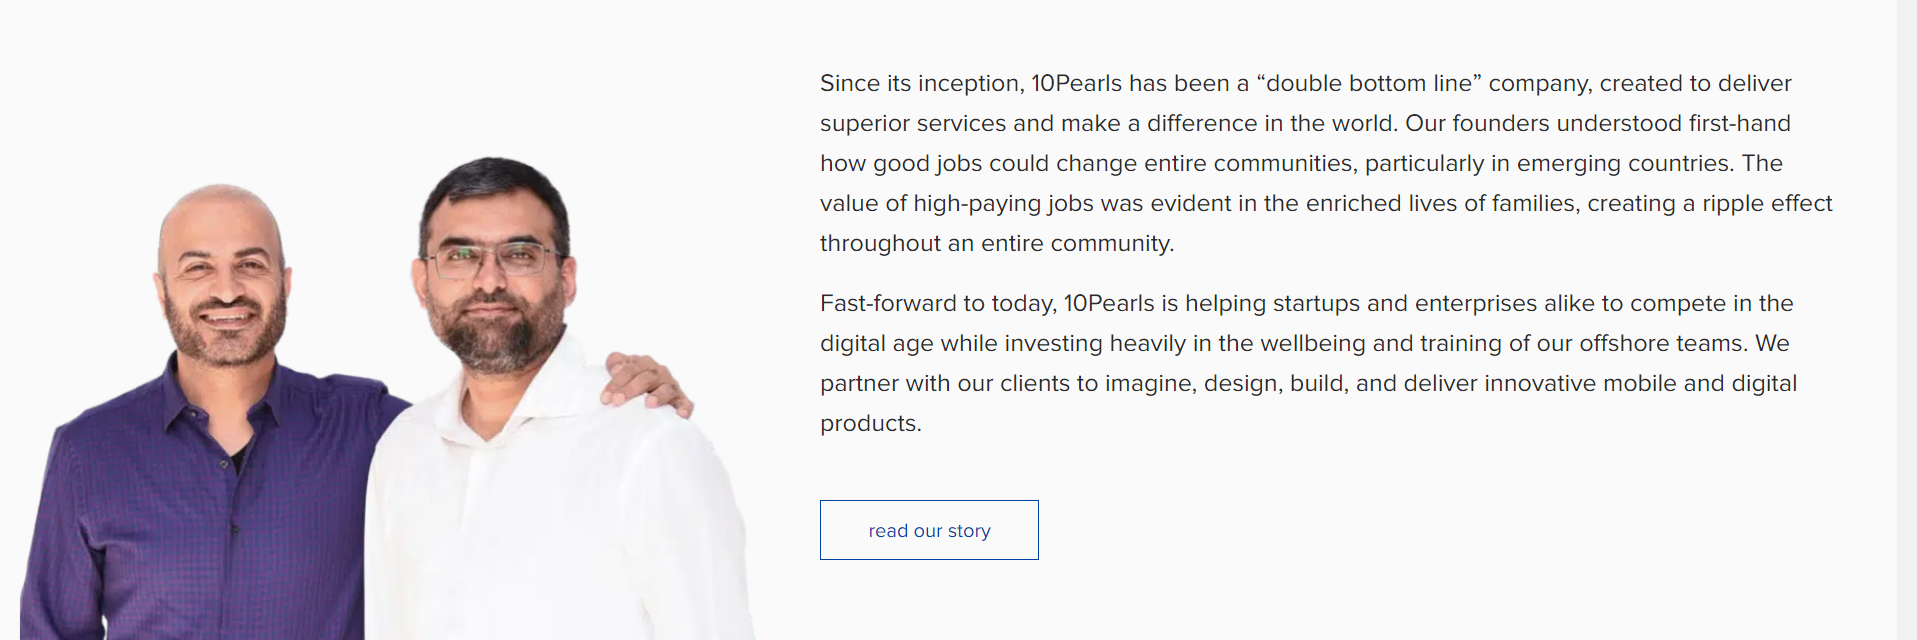 Since its inception, 10Pearls has been a “double bottom line” company, created to deliver
superior services and make a difference in the world. Our founders understood first-hand
how good jobs could change entire communities, particularly in emerging countries. The
value of high-paying jobs was evident in the enriched lives of families, creating a ripple effect
throughout an entire community.
Fast-forward to today, 10Pearls is helping startups and enterprises alike to compete in the
digital age while investing heavily in the wellbeing and training of our offshore teams. We
partner with our clients to imagine, design, build, and deliver innovative mobile and digital
products.
read our story